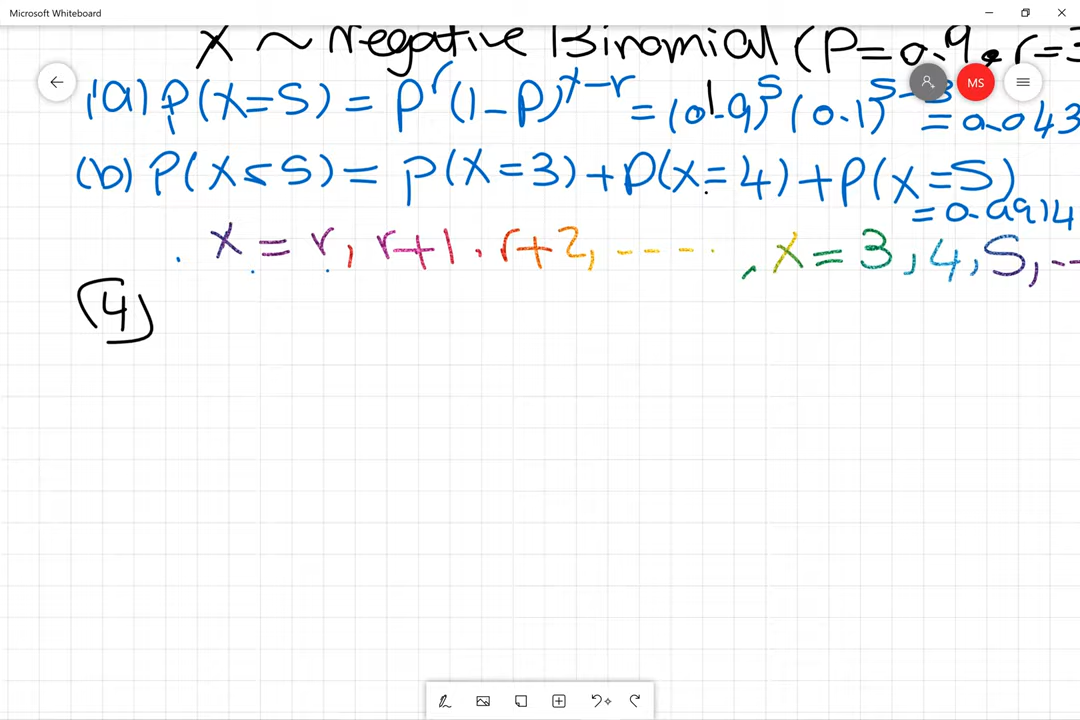 Microsoft Whiteboard
X ~ Negative Binomial (P=0.9, r=3
(a) P(X=5) = P^r (1-P)^{x-r} = (0.9)^5 (0.1)^{5-3}
MS
= 0.043
(b) P(X≤5) = P(X=3) + P(X=4) + P(X=5)
= 0.9914
x = r, r+1, r+2, ----.. , x = 3, 4, 5, --
(4)